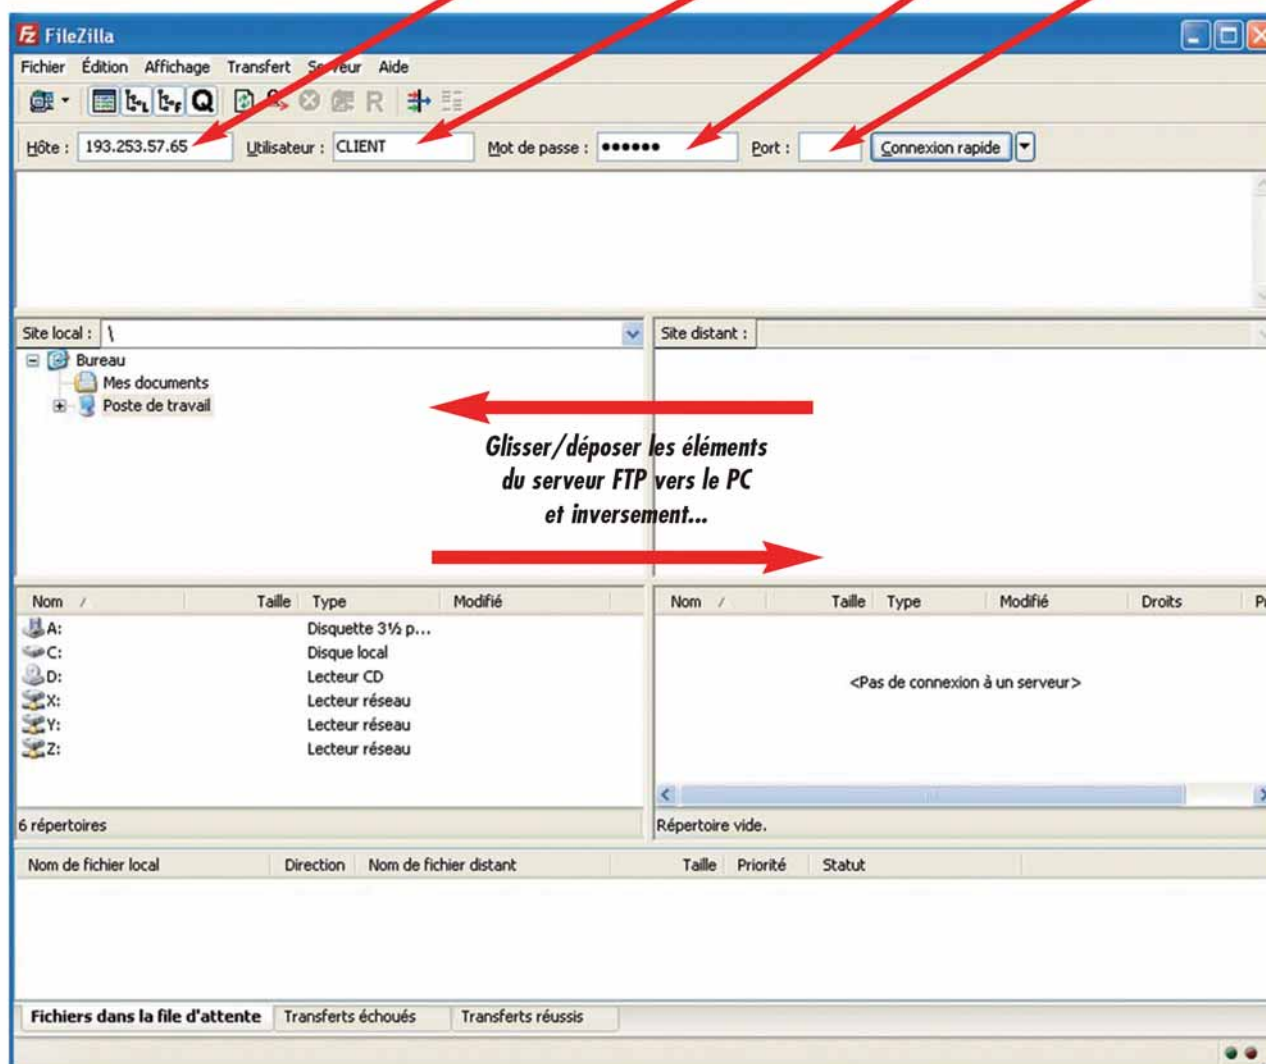 FileZilla
Fichier Édition Affichage Transfert Serveur Aide
Hôte : 193.253.57.65 Utilisateur : CLIENT Mot de passe : •••••• Port : Connexion rapide
Site local : \
Site distant :
Bureau
Mes documents
Poste de travail
Glisser/déposer les éléments
du serveur FTP vers le PC
et inversement...
Nom Taille Type Modifié
A: Disquette 3½ p...
C: Disque local
D: Lecteur CD
X: Lecteur réseau
Y: Lecteur réseau
Z: Lecteur réseau
6 répertoires
Nom Taille Type Modifié Droits
<Pas de connexion à un serveur>
Répertoire vide.
Nom de fichier local Direction Nom de fichier distant Taille Priorité Statut
Fichiers dans la file d'attente Transferts échoués Transferts réussis